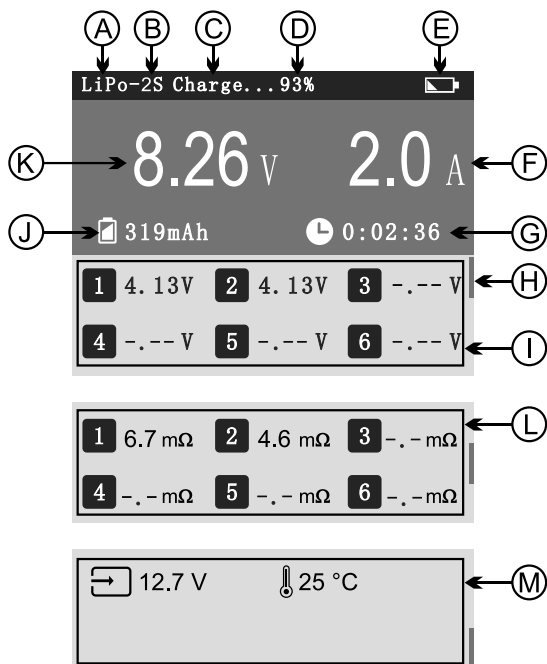 A B C D E
LiPo-2S Charge...93%
K 8.26 V 2.0 A F
J 319mAh 0:02:36 G
1 4.13V 2 4.13V 3 -.-- V H
4 -.-- V 5 -.-- V 6 -.-- V I
1 6.7 mΩ 2 4.6 mΩ 3 -.- mΩ L
4 -.- mΩ 5 -.- mΩ 6 -.- mΩ
12.7 V 25 °C M